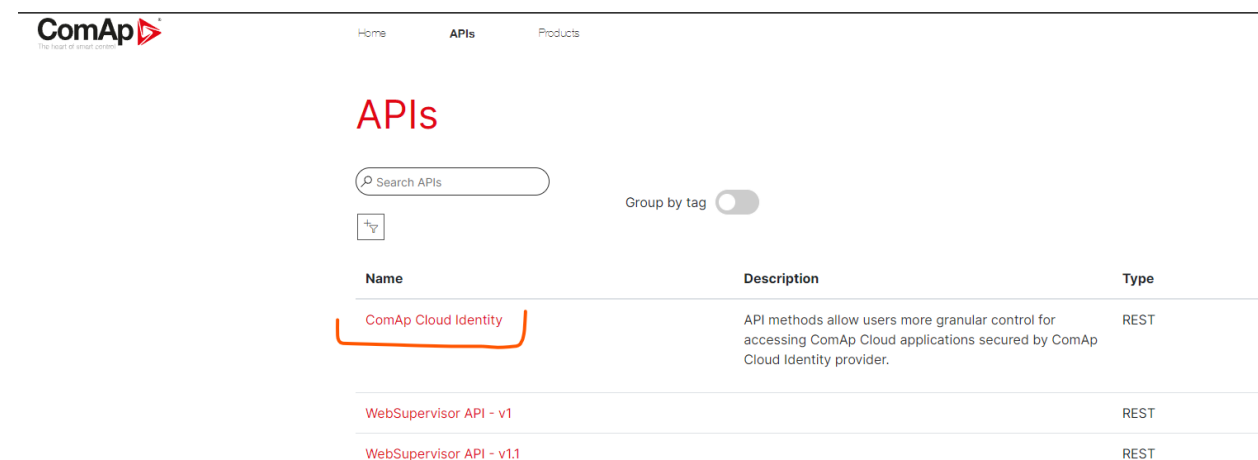 ComAp
The heart of smart control
Home APIs Products
APIs
Search APIs
Group by tag
Name Description Type
ComAp Cloud Identity API methods allow users more granular control for REST
accessing ComAp Cloud applications secured by ComAp
Cloud Identity provider.
WebSupervisor API - v1 REST
WebSupervisor API - v1.1 REST